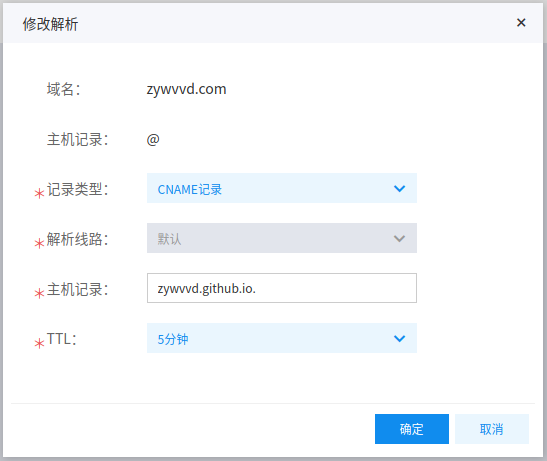 修改解析
域名： zywvvd.com
主机记录： @
*记录类型： CNAME记录
*解析线路： 默认
*主机记录： zywvvd.github.io.
*TTL： 5分钟
确定 取消